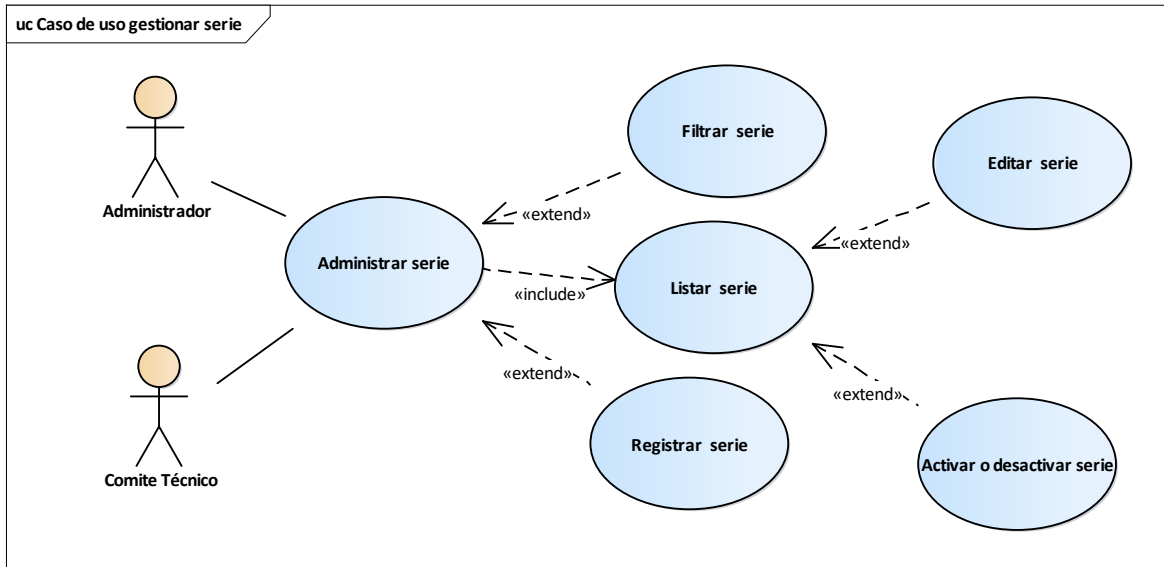 uc Caso de uso gestionar serie
Administrador
Comite Técnico
Administrar serie
Filtrar serie
«extend»
Listar serie
«include»
Registrar serie
«extend»
Editar serie
«extend»
Activar o desactivar serie
«extend»